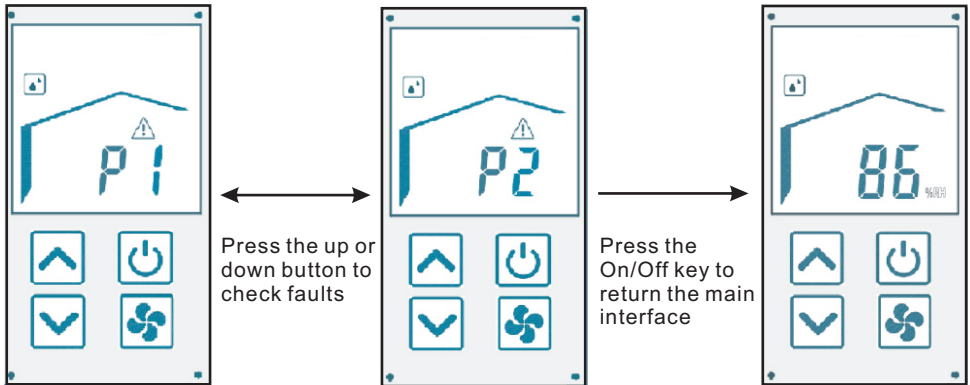 P1
P2
86
%RH
Press the up or
down button to
check faults
Press the
On/Off key to
return the main
interface